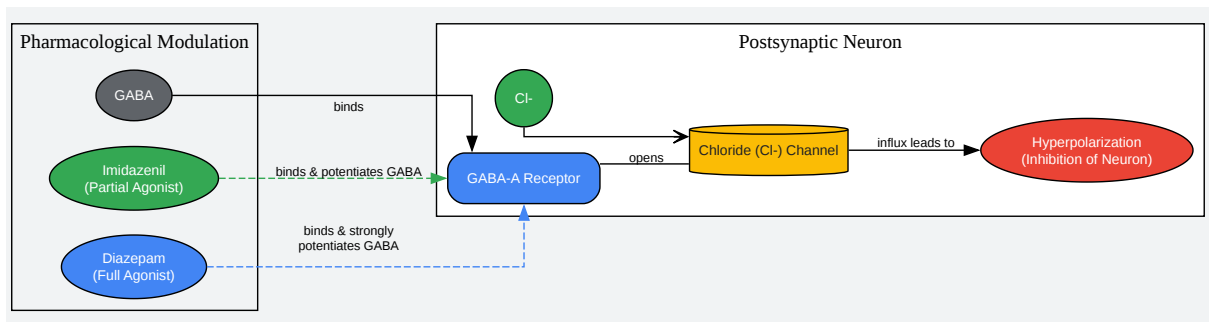 Pharmacological Modulation
Postsynaptic Neuron
GABA
binds
Cl-
Imidazenil
(Partial Agonist)
binds & potentiates GABA
GABA-A Receptor
opens
Chloride (Cl-) Channel
influx leads to
Hyperpolarization
(Inhibition of Neuron)
Diazepam
(Full Agonist)
binds & strongly
potentiates GABA